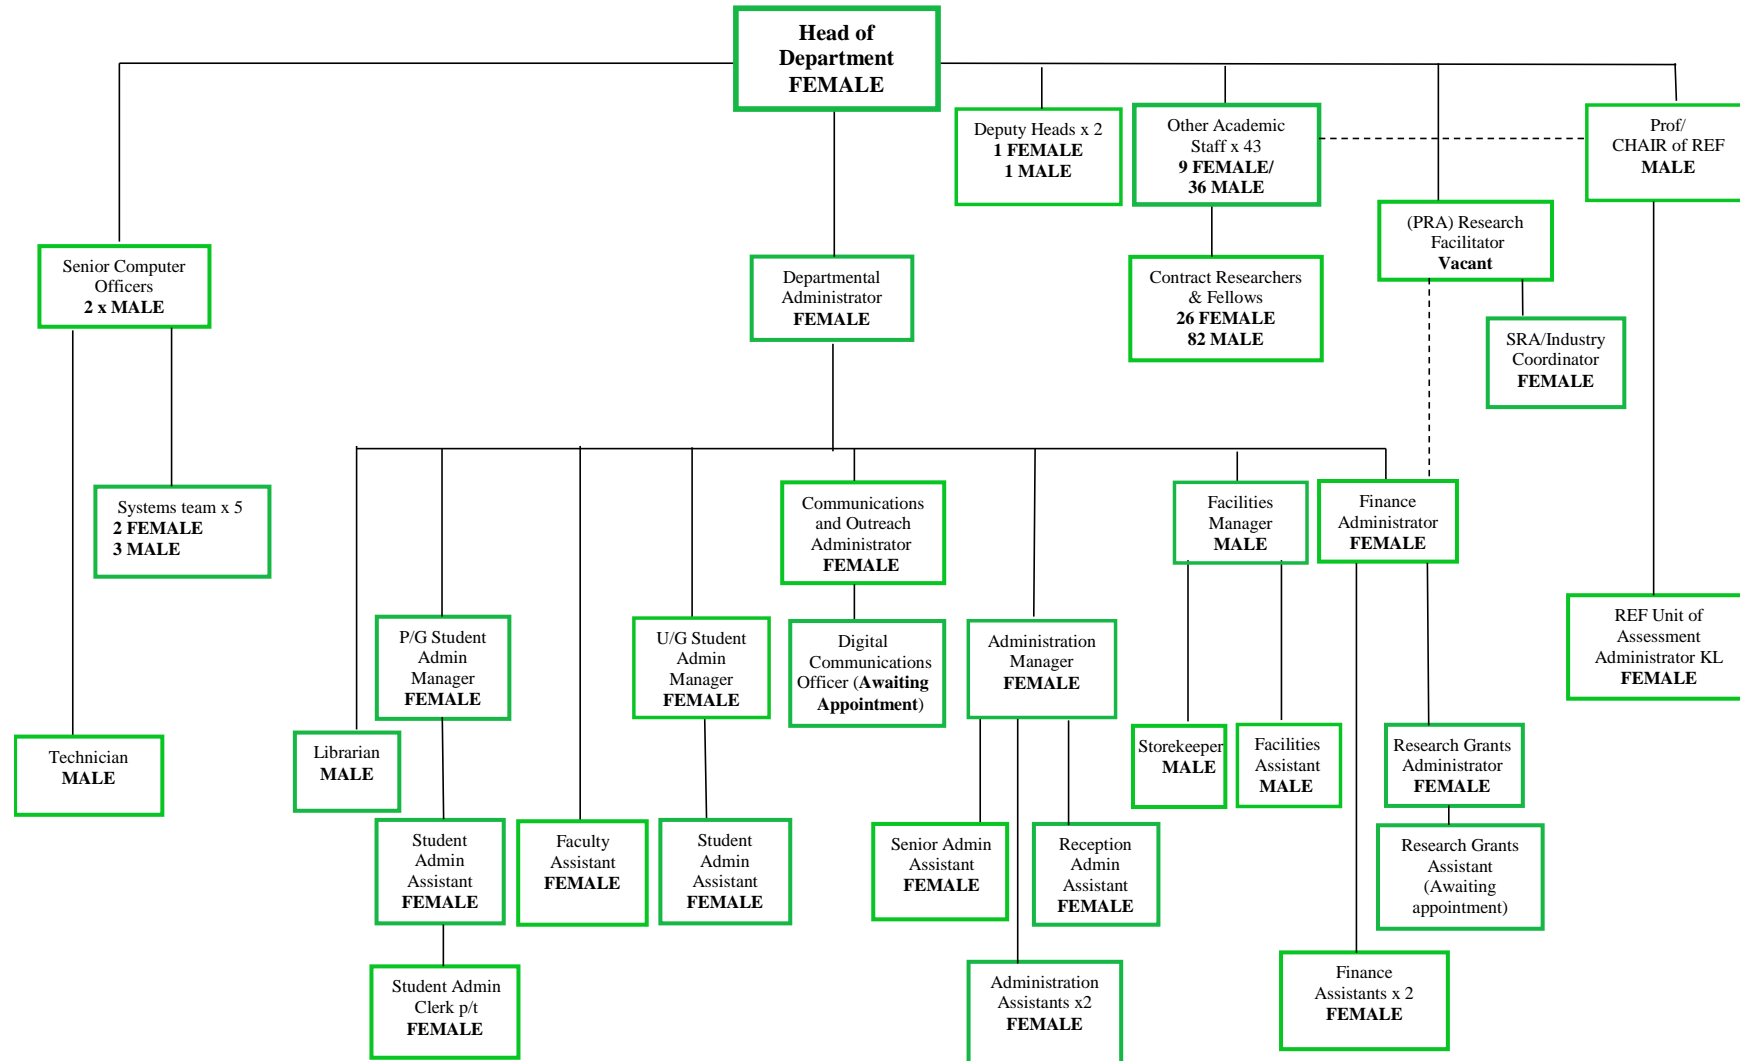 Head of
Department
FEMALE
Deputy Heads x 2
1 FEMALE
1 MALE
Other Academic
Staff x 43
9 FEMALE/
36 MALE
Prof/
CHAIR of REF
MALE
Senior Computer
Officers
2 x MALE
Departmental
Administrator
FEMALE
Contract Researchers
& Fellows
26 FEMALE
82 MALE
(PRA) Research
Facilitator
Vacant
SRA/Industry
Coordinator
FEMALE
Systems team x 5
2 FEMALE
3 MALE
Communications
and Outreach
Administrator
FEMALE
Facilities
Manager
MALE
Finance
Administrator
FEMALE
P/G Student
Admin
Manager
FEMALE
U/G Student
Admin
Manager
FEMALE
Digital
Communications
Officer (Awaiting
Appointment)
Administration
Manager
FEMALE
REF Unit of
Assessment
Administrator KL
FEMALE
Technician
MALE
Librarian
MALE
Storekeeper
MALE
Facilities
Assistant
MALE
Research Grants
Administrator
FEMALE
Student
Admin
Assistant
FEMALE
Faculty
Assistant
FEMALE
Student
Admin
Assistant
FEMALE
Senior Admin
Assistant
FEMALE
Reception
Admin
Assistant
FEMALE
Research Grants
Assistant
(Awaiting
appointment)
Student Admin
Clerk p/t
FEMALE
Administration
Assistants x2
FEMALE
Finance
Assistants x 2
FEMALE